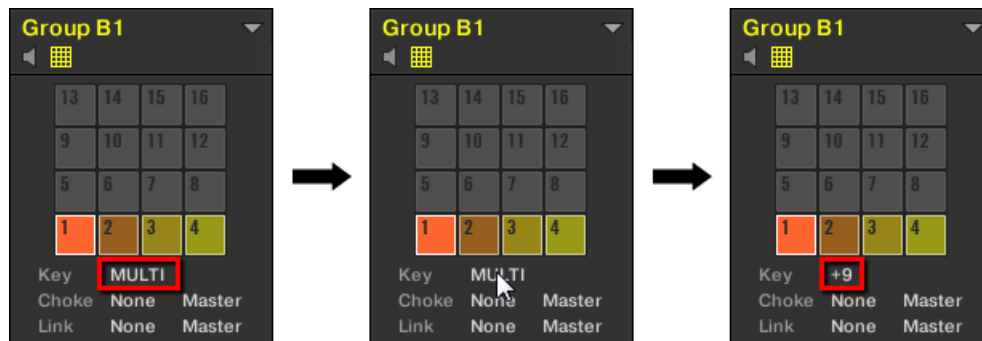 Group B1
13 14 15 16
9 10 11 12
5 6 7 8
1 2 3 4
Key MULTI
Choke None Master
Link None Master
Group B1
13 14 15 16
9 10 11 12
5 6 7 8
1 2 3 4
Key MULTI
Choke None Master
Link None Master
Group B1
13 14 15 16
9 10 11 12
5 6 7 8
1 2 3 4
Key +9
Choke None Master
Link None Master